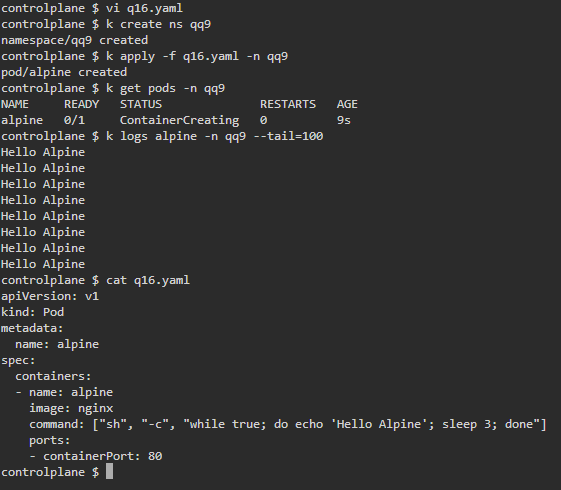 controlplane $ vi q16.yaml
controlplane $ k create ns qq9
namespace/qq9 created
controlplane $ k apply -f q16.yaml -n qq9
pod/alpine created
controlplane $ k get pods -n qq9
NAME     READY   STATUS              RESTARTS   AGE
alpine   0/1     ContainerCreating   0          9s
controlplane $ k logs alpine -n qq9 --tail=100
Hello Alpine
Hello Alpine
Hello Alpine
Hello Alpine
Hello Alpine
Hello Alpine
Hello Alpine
Hello Alpine
controlplane $ cat q16.yaml
apiVersion: v1
kind: Pod
metadata:
  name: alpine
spec:
  containers:
  - name: alpine
    image: nginx
    command: ["sh", "-c", "while true; do echo 'Hello Alpine'; sleep 3; done"]
    ports:
    - containerPort: 80
controlplane $